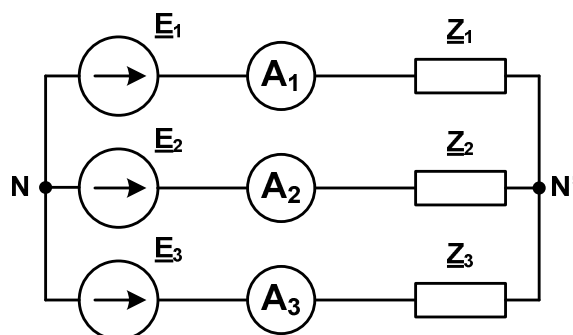 E₁
Z₁
A₁
E₂
Z₂
N
A₂
N
E₃
Z₃
A₃